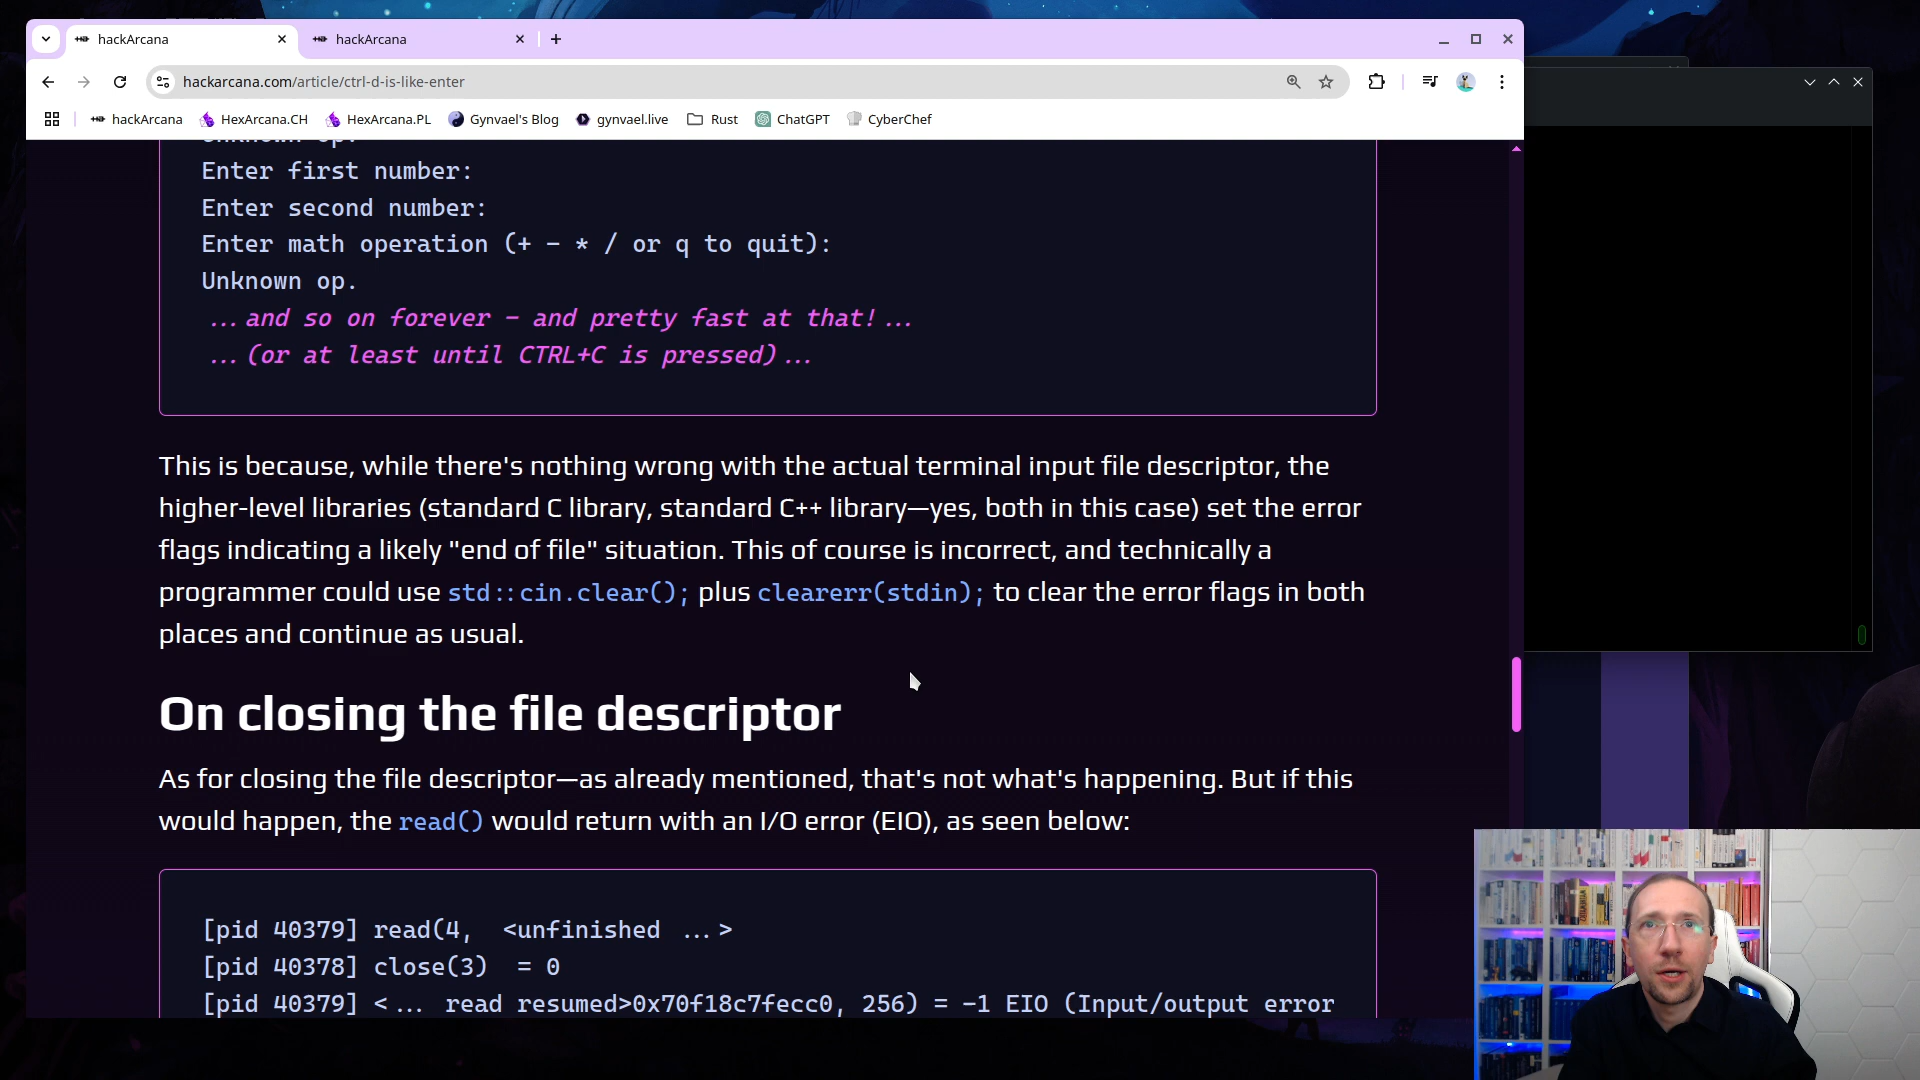 hackArcana
hackArcana
hackarcana.com/article/ctrl-d-is-like-enter
hackArcana
HexArcana.CH
HexArcana.PL
Gynvael's Blog
gynvael.live
Rust
ChatGPT
CyberChef
Unknown op.
Enter first number:
Enter second number:
Enter math operation (+ - * / or q to quit):
Unknown op.
...and so on forever - and pretty fast at that!...
...(or at least until CTRL+C is pressed)...
This is because, while there's nothing wrong with the actual terminal input file descriptor, the
higher-level libraries (standard C library, standard C++ library—yes, both in this case) set the error
flags indicating a likely "end of file" situation. This of course is incorrect, and technically a
programmer could use std::cin.clear(); plus clearerr(stdin); to clear the error flags in both
places and continue as usual.
On closing the file descriptor
As for closing the file descriptor—as already mentioned, that's not what's happening. But if this
would happen, the read() would return with an I/O error (EIO), as seen below:
[pid 40379] read(4,  <unfinished ...>
[pid 40378] close(3)  = 0
[pid 40379] <... read resumed>0x70f18c7fecc0, 256) = -1 EIO (Input/output error